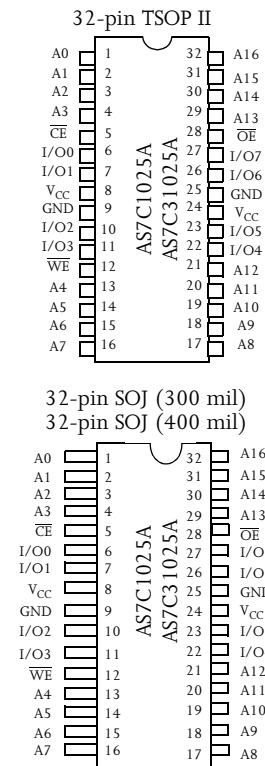 32-pin TSOP II
A0 1 32 A16
A1 2 31 A15
A2 3 30 A14
A3 4 29 A13
C̅E̅ 5 28 O̅E̅
I/O0 6 27 I/O7
I/O1 7 26 I/O6
VCC 8 25 GND
GND 9 24 VCC
I/O2 10 23 I/O5
I/O3 11 22 I/O4
W̅E̅ 12 21 A12
A4 13 20 A11
A5 14 19 A10
A6 15 18 A9
A7 16 17 A8
AS7C1025A
AS7C31025A
32-pin SOJ (300 mil)
32-pin SOJ (400 mil)
A0 1 32 A16
A1 2 31 A15
A2 3 30 A14
A3 4 29 A13
C̅E̅ 5 28 O̅E̅
I/O0 6 27 I/O
I/O1 7 26 I/O
VCC 8 25 GN
GND 9 24 VCC
I/O2 10 23 I/O
I/O3 11 22 I/O
W̅E̅ 12 21 A12
A4 13 20 A11
A5 14 19 A10
A6 15 18 A9
A7 16 17 A8
AS7C1025A
AS7C31025A